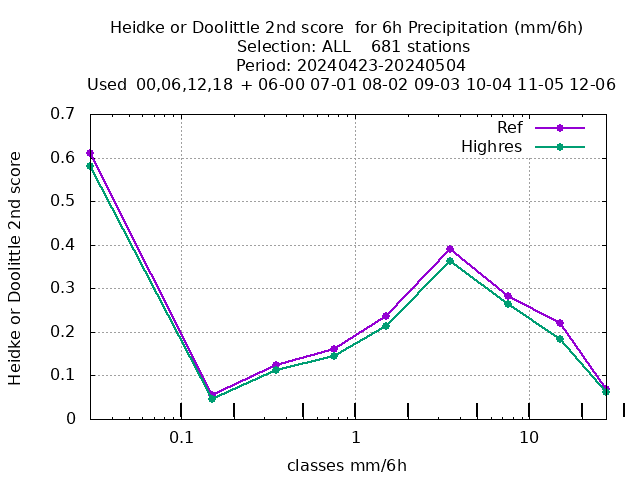 Heidke or Doolittle 2nd score  for 6h Precipitation (mm/6h)
Selection: ALL    681 stations
Period: 20240423-20240504
Used  00,06,12,18  + 06-00 07-01 08-02 09-03 10-04 11-05 12-06
Ref
Highres
0.7
0.6
0.5
0.4
0.3
0.2
0.1
0
Heidke or Doolittle 2nd score
0.1 1 10
classes mm/6h